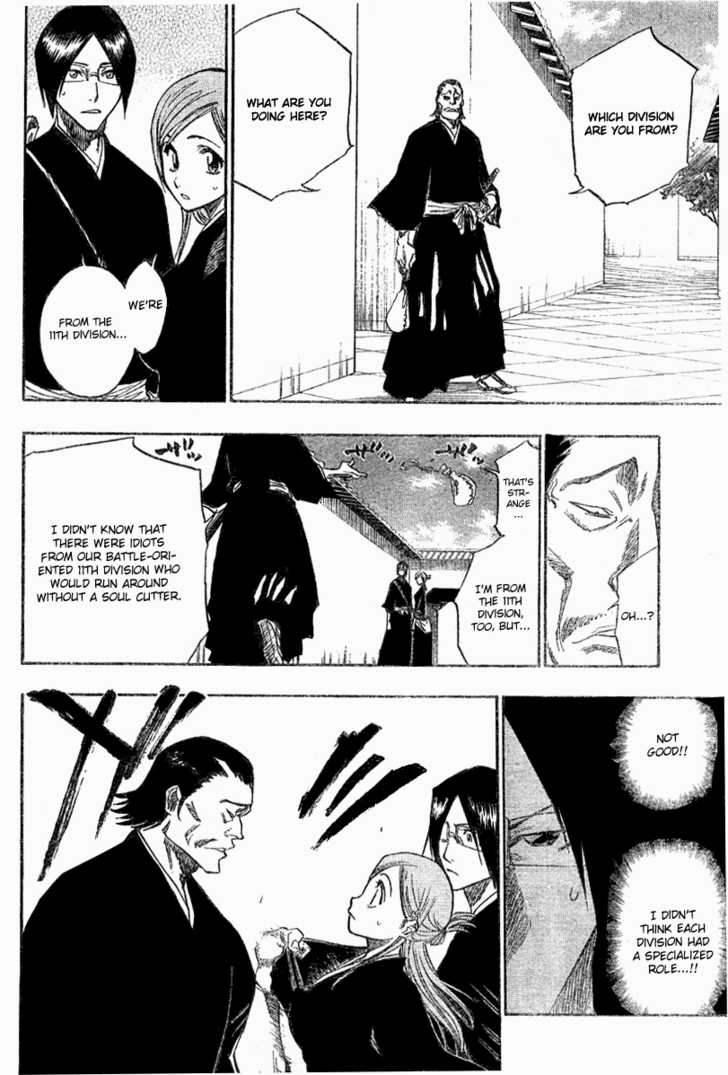 WHICH DIVISION
ARE YOU FROM?
WHAT ARE YOU
DOING HERE?
WE'RE
FROM THE
11TH DIVISION...
OH...?
THAT'S
STR-
ANGE
...
I'M FROM
THE 11TH
DIVISION,
TOO, BUT...
I DIDN'T KNOW THAT
THERE WERE IDIOTS
FROM OUR BATTLE-ORI-
ENTED 11TH DIVISION WHO
WOULD RUN AROUND
WITHOUT A SOUL CUTTER.
NOT
GOOD!!
I DIDN'T
THINK EACH
DIVISION HAD
A SPECIALIZED
ROLE...!!